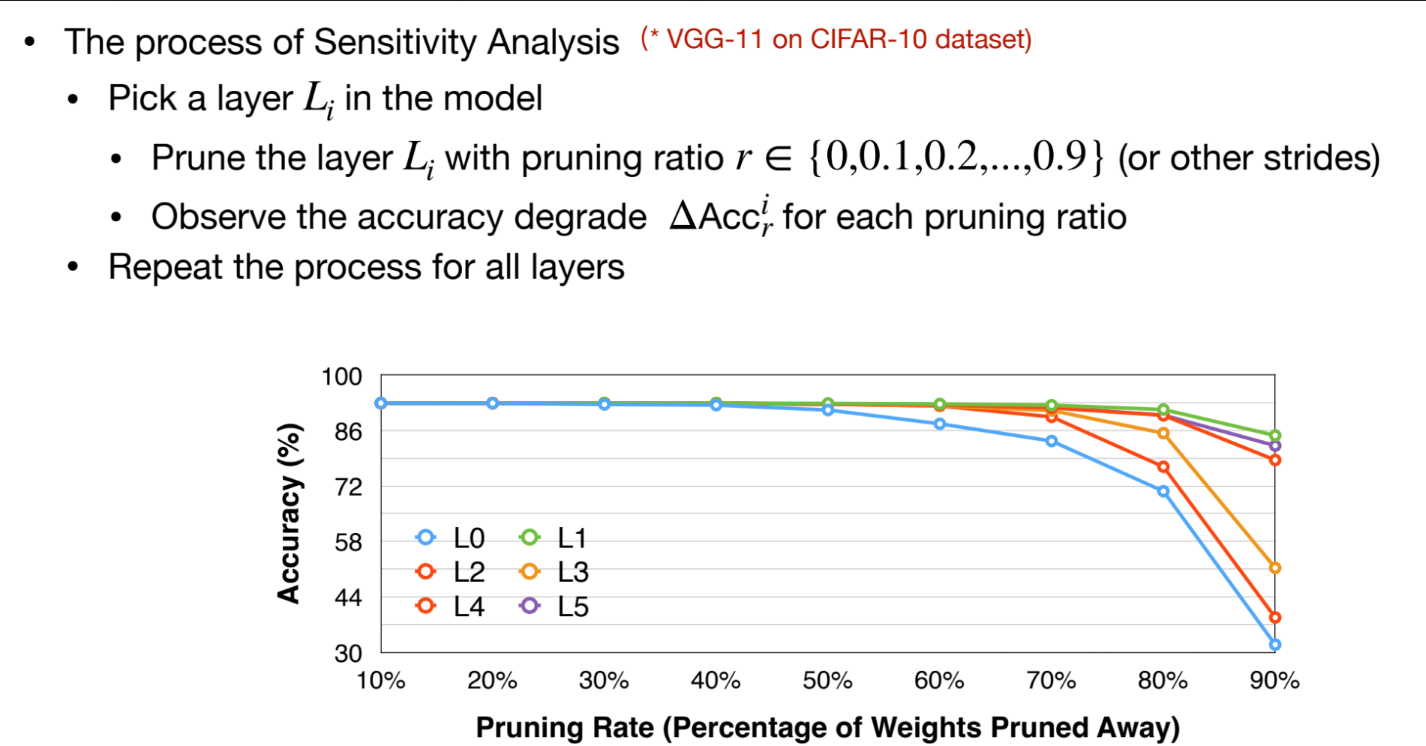 • The process of Sensitivity Analysis (* VGG-11 on CIFAR-10 dataset)
• Pick a layer Lᵢ in the model
• Prune the layer Lᵢ with pruning ratio r ∈ {0,0.1,0.2,...,0.9} (or other strides)
• Observe the accuracy degrade ΔAccᵣⁱ for each pruning ratio
• Repeat the process for all layers
100
86
72
58
44
30
Accuracy (%)
L0 L1
L2 L3
L4 L5
10% 20% 30% 40% 50% 60% 70% 80% 90%
Pruning Rate (Percentage of Weights Pruned Away)